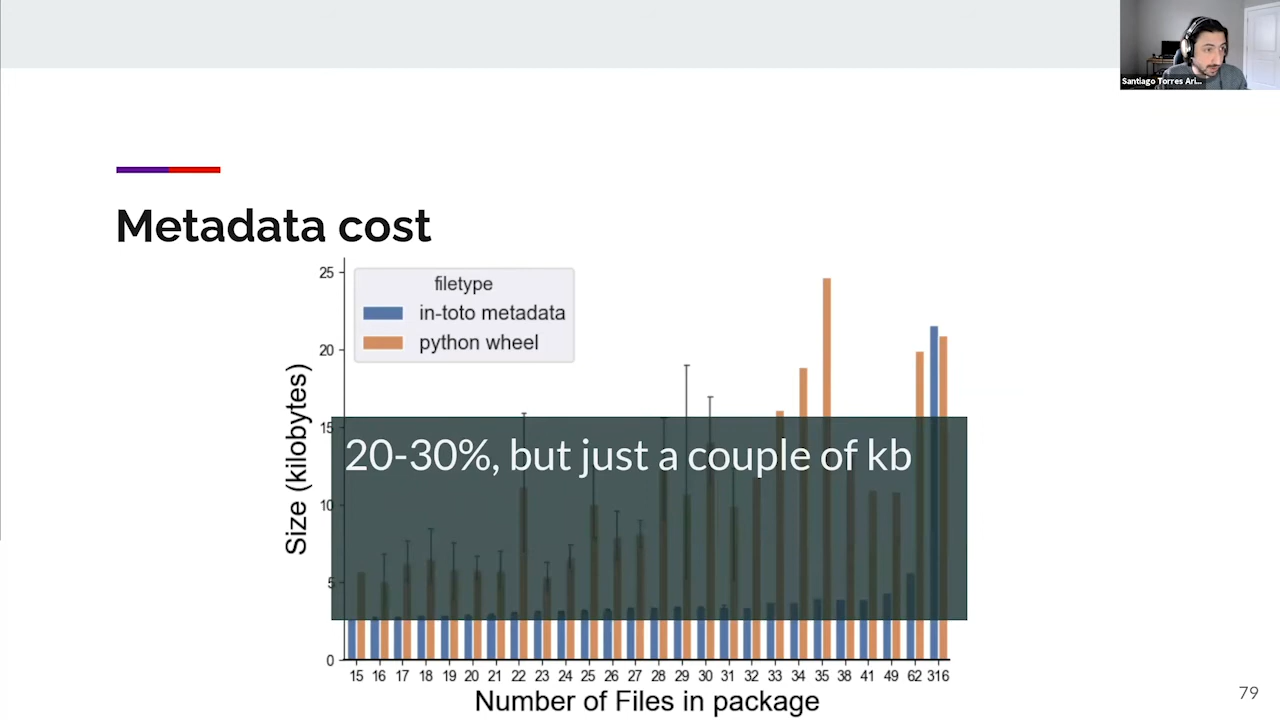 Santiago Torres Ari...
Metadata cost
filetype
in-toto metadata
python wheel
25
20
15
10
5
0
Size (kilobytes)
20-30%, but just a couple of kb
15 16 17 18 19 20 21 22 23 24 25 26 27 28 29 30 31 32 33 34 35 38 41 49 62 316
Number of Files in package
79